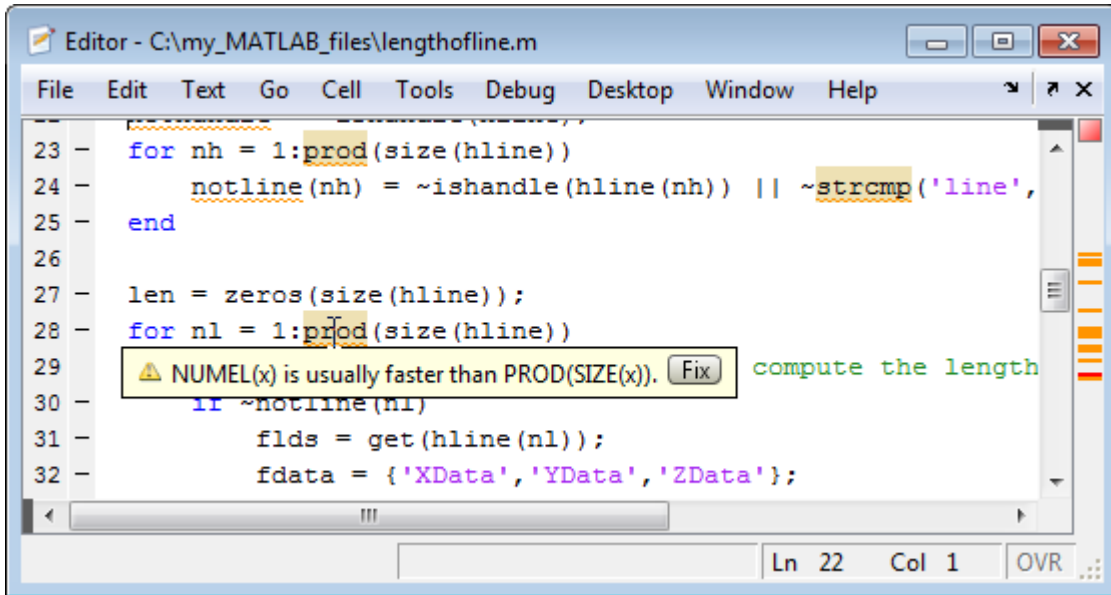 Editor - C:\my_MATLAB_files\lengthofline.m
File Edit Text Go Cell Tools Debug Desktop Window Help
23 - for nh = 1:prod(size(hline))
24 - notline(nh) = ~ishandle(hline(nh)) || ~strcmp('line',
25 - end
26
27 - len = zeros(size(hline));
28 - for nl = 1:prod(size(hline))
29 compute the length
NUMEL(x) is usually faster than PROD(SIZE(x)). Fix
30 - if ~notline(nl)
31 - flds = get(hline(nl));
32 - fdata = {'XData','YData','ZData'};
Ln 22 Col 1 OVR